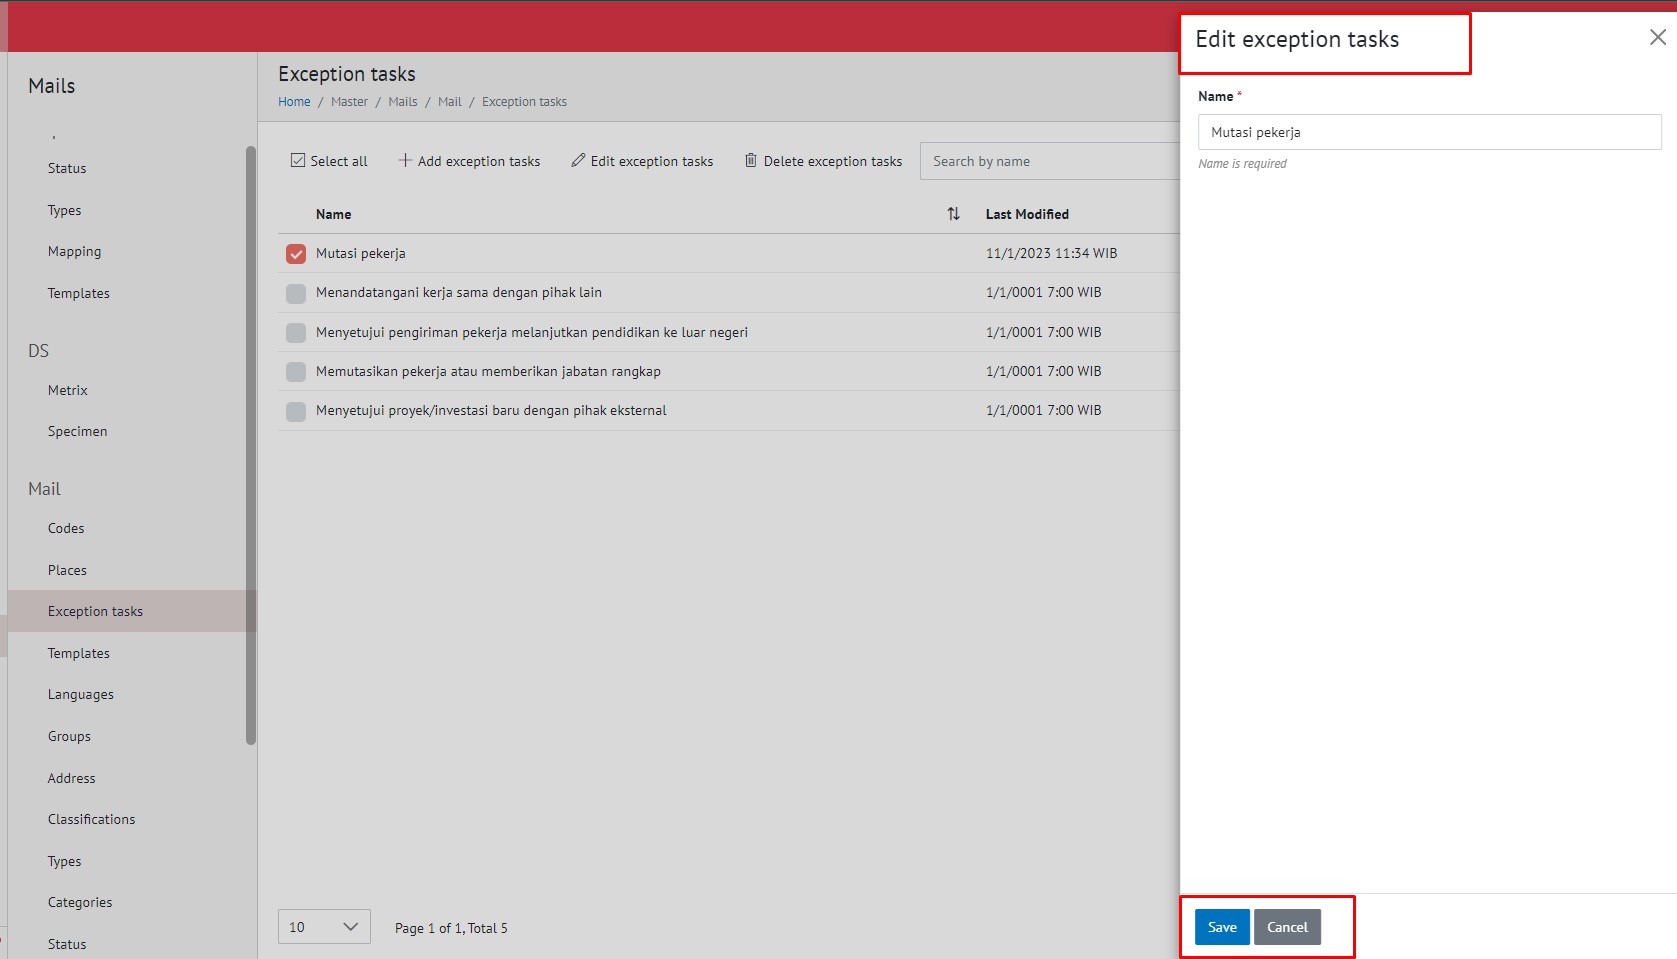 Mails
Status
Types
Mapping
Templates
DS
Metrix
Specimen
Mail
Codes
Places
Exception tasks
Templates
Languages
Groups
Address
Classifications
Types
Categories
Status
Exception tasks
Home / Master / Mails / Mail / Exception tasks
Select all Add exception tasks Edit exception tasks Delete exception tasks Search by name
Name Last Modified
Mutasi pekerja 11/1/2023 11:34 WIB
Menandatangani kerja sama dengan pihak lain 1/1/0001 7:00 WIB
Menyetujui pengiriman pekerja melanjutkan pendidikan ke luar negeri 1/1/0001 7:00 WIB
Memutasikan pekerja atau memberikan jabatan rangkap 1/1/0001 7:00 WIB
Menyetujui proyek/investasi baru dengan pihak eksternal 1/1/0001 7:00 WIB
10 Page 1 of 1, Total 5
Edit exception tasks
Name *
Mutasi pekerja
Name is required
Save Cancel